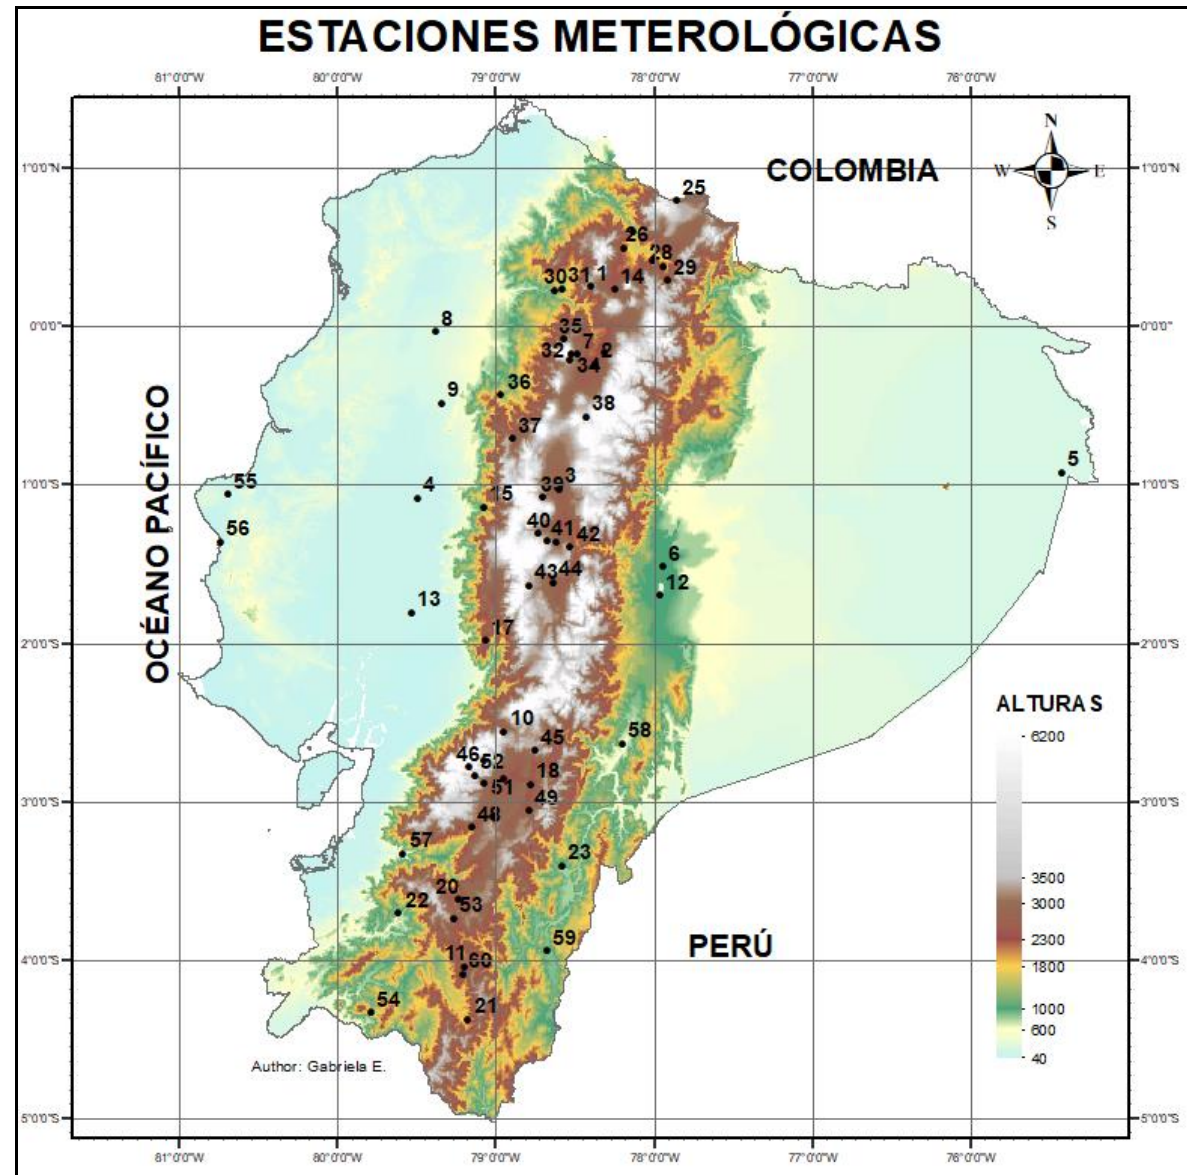 ESTACIONES METEROLÓGICAS
81°0'0"W 80°0'0"W 79°0'0"W 78°0'0"W 77°0'0"W 76°0'0"W
N
W E
S
1°0'0"N 1°0'0"N
COLOMBIA
25
26
28
29
30 31 1 14
0°0'0" 0°0'0"
8
35
7
32 2
34
36
9
38
37
OCÉANO PACÍFICO
5
55
4
39 3
15
1°0'0"S 1°0'0"S
56
40 41 42
6
43 44
12
13
17
2°0'0"S 2°0'0"S
ALTURAS
6200
3500
3000
2300
1800
1000
600
40
10
58
45
46 52
18
51
49
3°0'0"S 3°0'0"S
48
57
23
20
22 53
59
PERÚ
11 60
4°0'0"S 4°0'0"S
54
21
Author: Gabriela E.
5°0'0"S 5°0'0"S
81°0'0"W 80°0'0"W 79°0'0"W 78°0'0"W 77°0'0"W 76°0'0"W